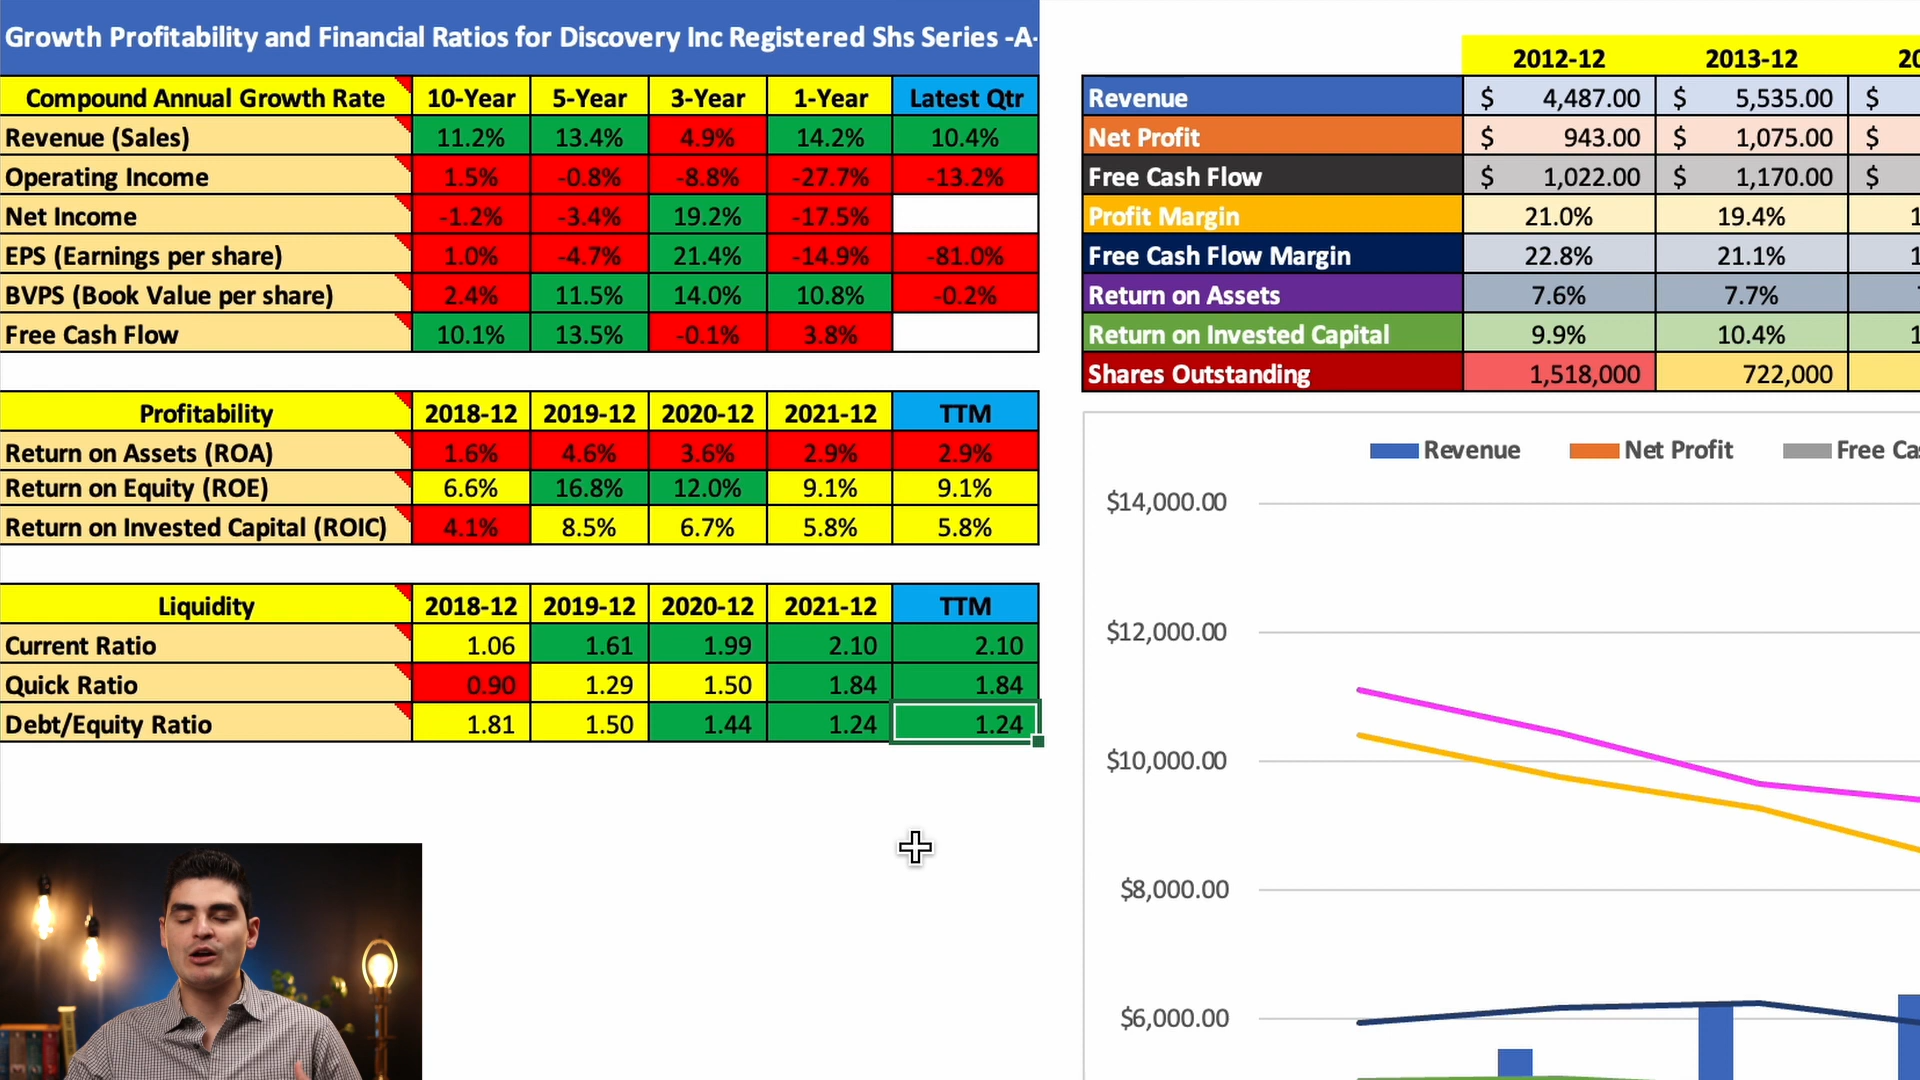 Growth Profitability and Financial Ratios for Discovery Inc Registered Shs Series -A-
Compound Annual Growth Rate 10-Year 5-Year 3-Year 1-Year Latest Qtr
Revenue (Sales) 11.2% 13.4% 4.9% 14.2% 10.4%
Operating Income 1.5% -0.8% -8.8% -27.7% -13.2%
Net Income -1.2% -3.4% 19.2% -17.5%
EPS (Earnings per share) 1.0% -4.7% 21.4% -14.9% -81.0%
BVPS (Book Value per share) 2.4% 11.5% 14.0% 10.8% -0.2%
Free Cash Flow 10.1% 13.5% -0.1% 3.8%
Profitability 2018-12 2019-12 2020-12 2021-12 TTM
Return on Assets (ROA) 1.6% 4.6% 3.6% 2.9% 2.9%
Return on Equity (ROE) 6.6% 16.8% 12.0% 9.1% 9.1%
Return on Invested Capital (ROIC) 4.1% 8.5% 6.7% 5.8% 5.8%
Liquidity 2018-12 2019-12 2020-12 2021-12 TTM
Current Ratio 1.06 1.61 1.99 2.10 2.10
Quick Ratio 0.90 1.29 1.50 1.84 1.84
Debt/Equity Ratio 1.81 1.50 1.44 1.24 1.24
2012-12 2013-12 20
Revenue $ 4,487.00 $ 5,535.00 $
Net Profit $ 943.00 $ 1,075.00 $
Free Cash Flow $ 1,022.00 $ 1,170.00 $
Profit Margin 21.0% 19.4% 1
Free Cash Flow Margin 22.8% 21.1% 1
Return on Assets 7.6% 7.7%
Return on Invested Capital 9.9% 10.4% 1
Shares Outstanding 1,518,000 722,000
Revenue Net Profit Free Ca
$14,000.00
$12,000.00
$10,000.00
$8,000.00
$6,000.00